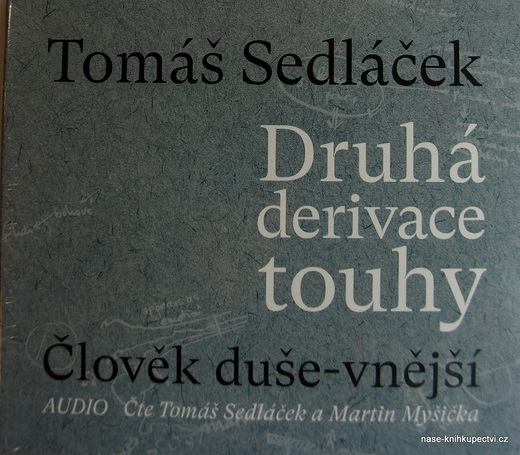 Tomáš Sedláček
Druhá
derivace
touhy
Člověk duše-vnější
AUDIO Čte Tomáš Sedláček a Martin Myšička
nase-knihkupectvi.cz